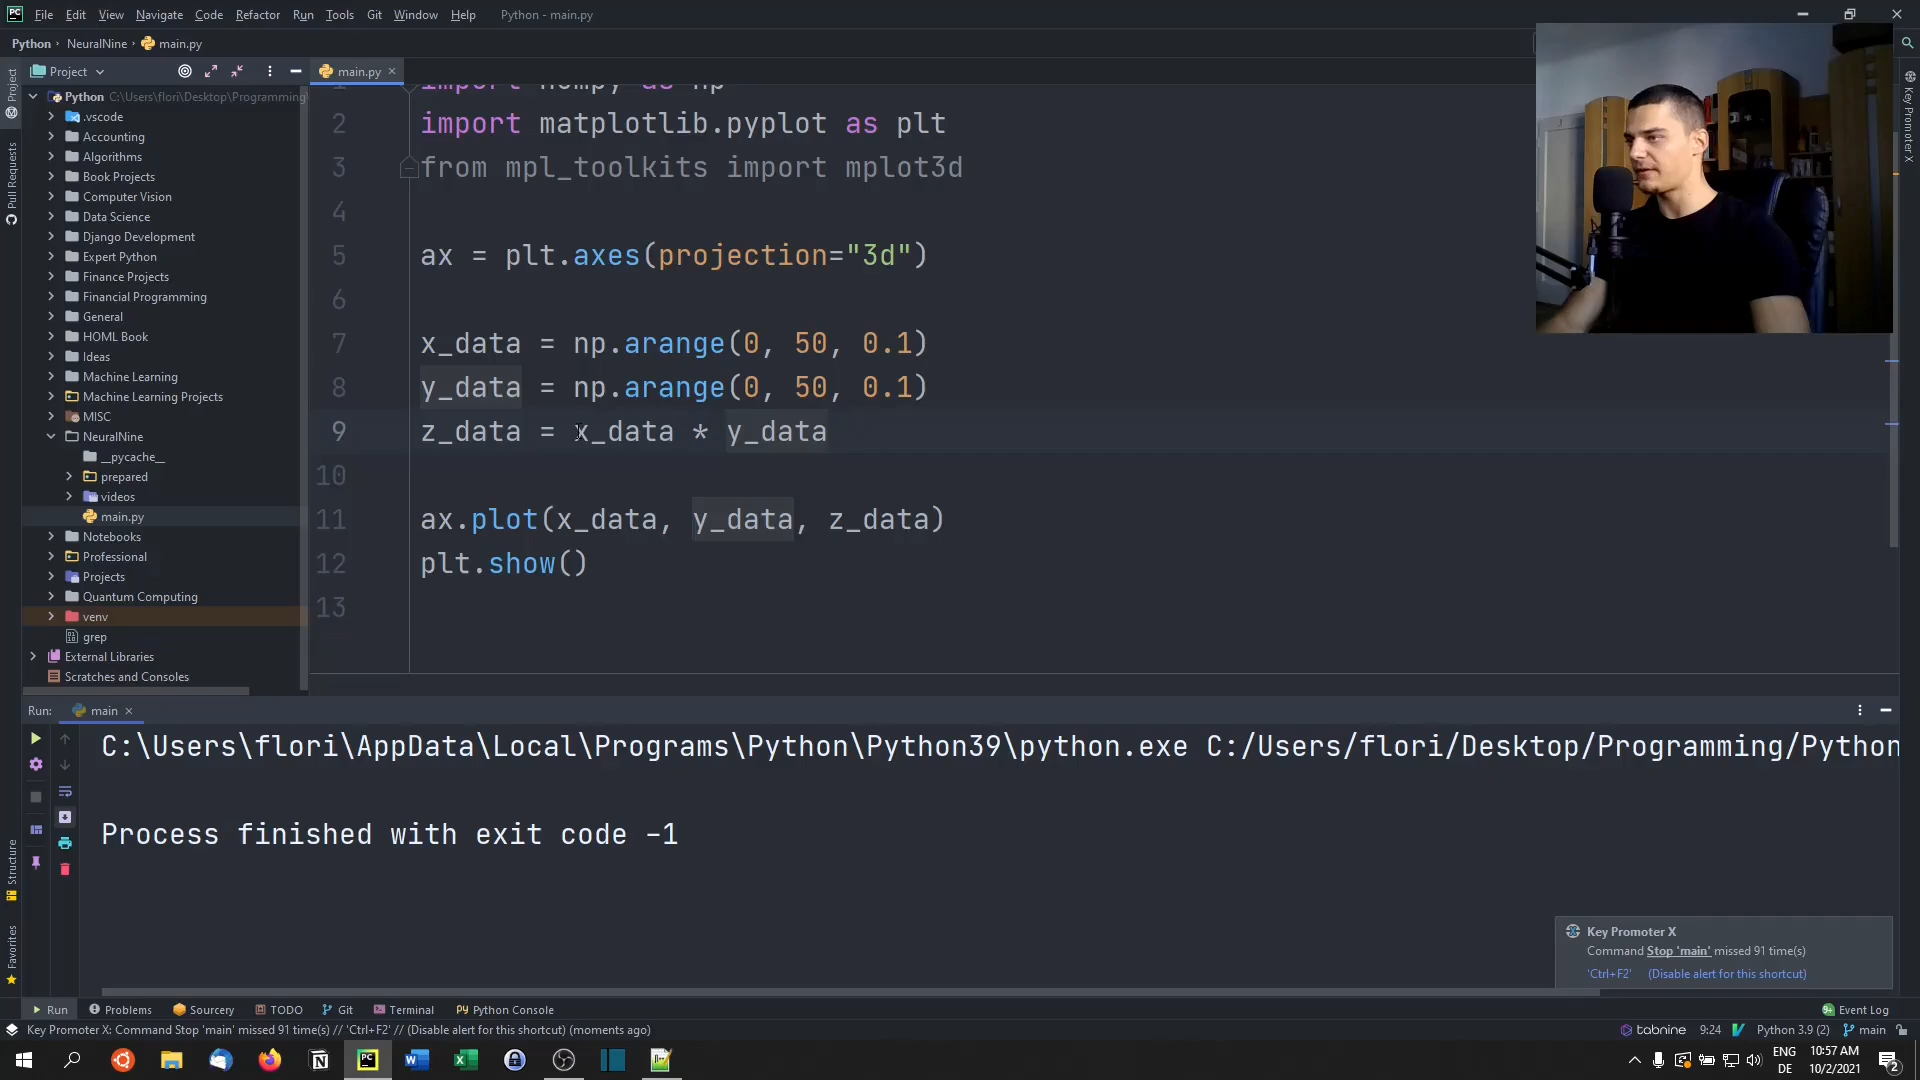 File Edit View Navigate Code Refactor Run Tools Git Window Help Python - main.py
Python NeuralNine main.py
Project
main.py
Python C:\Users\flori\Desktop\Programming\
.vscode
Accounting
Algorithms
Book Projects
Computer Vision
Data Science
Django Development
Expert Python
Finance Projects
Financial Programming
General
HOML Book
Ideas
Machine Learning
Machine Learning Projects
MISC
NeuralNine
__pycache__
prepared
videos
main.py
Notebooks
Professional
Projects
Quantum Computing
venv
grep
External Libraries
Scratches and Consoles
Project
Pull Requests
Structure
Favorites
Key Promoter X
1 import numpy as np
2 import matplotlib.pyplot as plt
3 from mpl_toolkits import mplot3d
4
5 ax = plt.axes(projection="3d")
6
7 x_data = np.arange(0, 50, 0.1)
8 y_data = np.arange(0, 50, 0.1)
9 z_data = x_data * y_data
10
11 ax.plot(x_data, y_data, z_data)
12 plt.show()
13
Run: main
C:\Users\flori\AppData\Local\Programs\Python\Python39\python.exe C:/Users/flori/Desktop/Programming/Python
Process finished with exit code -1
Key Promoter X
Command Stop 'main' missed 91 time(s)
'Ctrl+F2' (Disable alert for this shortcut)
Run Problems Sourcery TODO Git Terminal Python Console Event Log
Key Promoter X: Command Stop 'main' missed 91 time(s) // 'Ctrl+F2' // (Disable alert for this shortcut) (moments ago) tabnine 9:24 Python 3.9 (2) main
ENG 10:57 AM
DE 10/2/2021 2